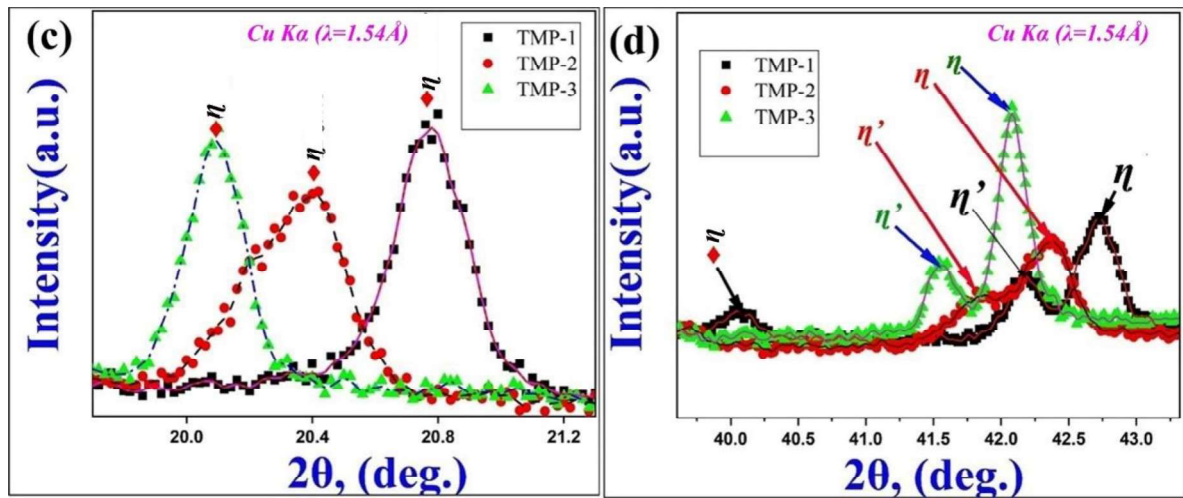 (c)
Cu Kα (λ=1.54Å)
TMP-1
TMP-2
TMP-3
η
η
η
Intensity(a.u.)
20.0
20.4
20.8
21.2
2θ, (deg.)
(d)
Cu Kα (λ=1.54Å)
TMP-1
TMP-2
TMP-3
η
η
η'
η'
η'
η
η
Intensity(a.u.)
40.0
40.5
41.0
41.5
42.0
42.5
43.0
2θ, (deg.)